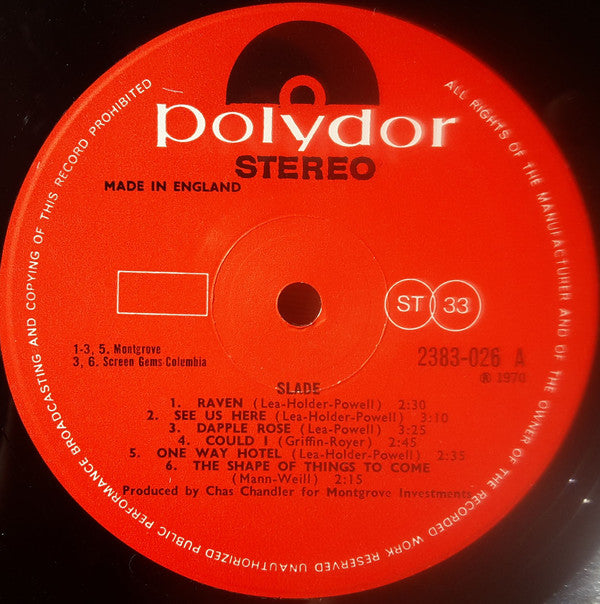 polydor
STEREO
MADE IN ENGLAND
ST 33
1-3, 5. Montgrove
3, 6. Screen Gems-Columbia
2383-026 A
℗ 1970
SLADE
1. RAVEN (Lea-Holder-Powell) 2:30
2. SEE US HERE (Lea-Holder-Powell) 3:10
3. DAPPLE ROSE (Lea-Powell) 3:25
4. COULD I (Griffin-Royer) 2:45
5. ONE WAY HOTEL (Lea-Holder-Powell) 2:35
6. THE SHAPE OF THINGS TO COME
(Mann-Weill) 2:15
Produced by Chas Chandler for Montgrove Investments
ALL RIGHTS OF THE MANUFACTURER AND OF THE OWNER OF THE RECORDED WORK RESERVED UNAUTHORIZED PUBLIC PERFORMANCE BROADCASTING AND COPYING OF THIS RECORD PROHIBITED